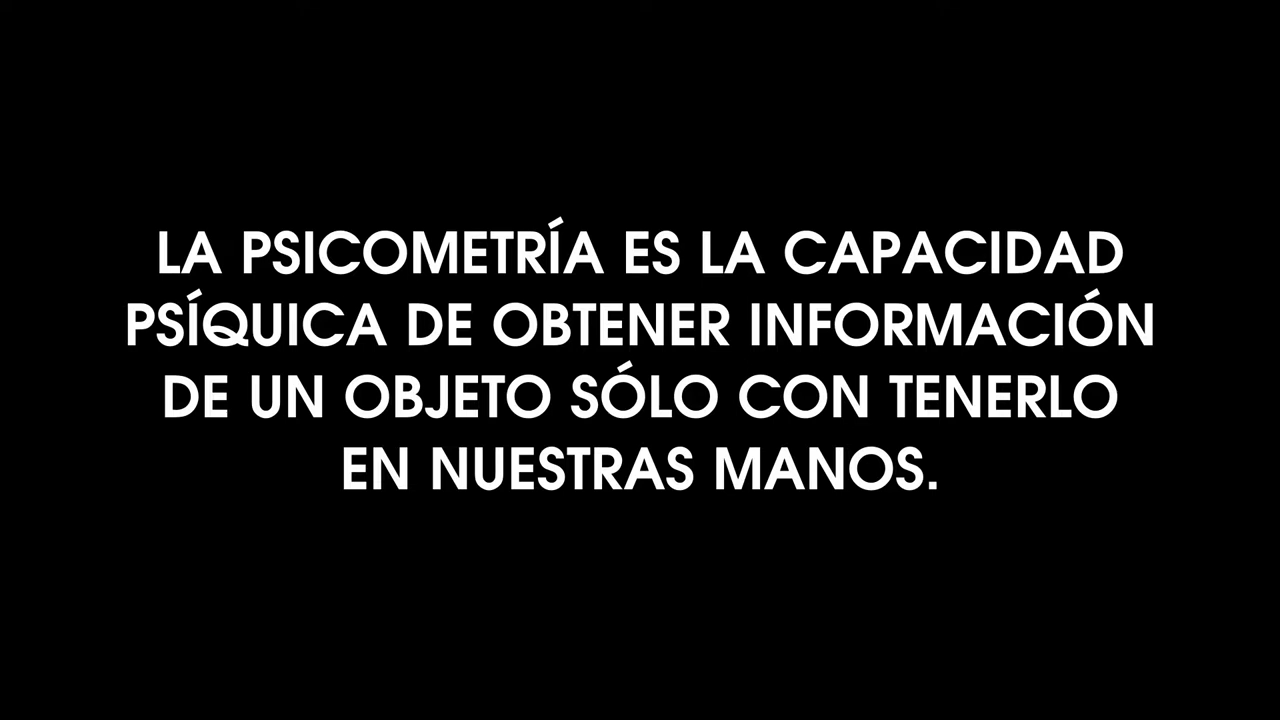 LA PSICOMETRÍA ES LA CAPACIDAD
PSÍQUICA DE OBTENER INFORMACIÓN
DE UN OBJETO SÓLO CON TENERLO
EN NUESTRAS MANOS.